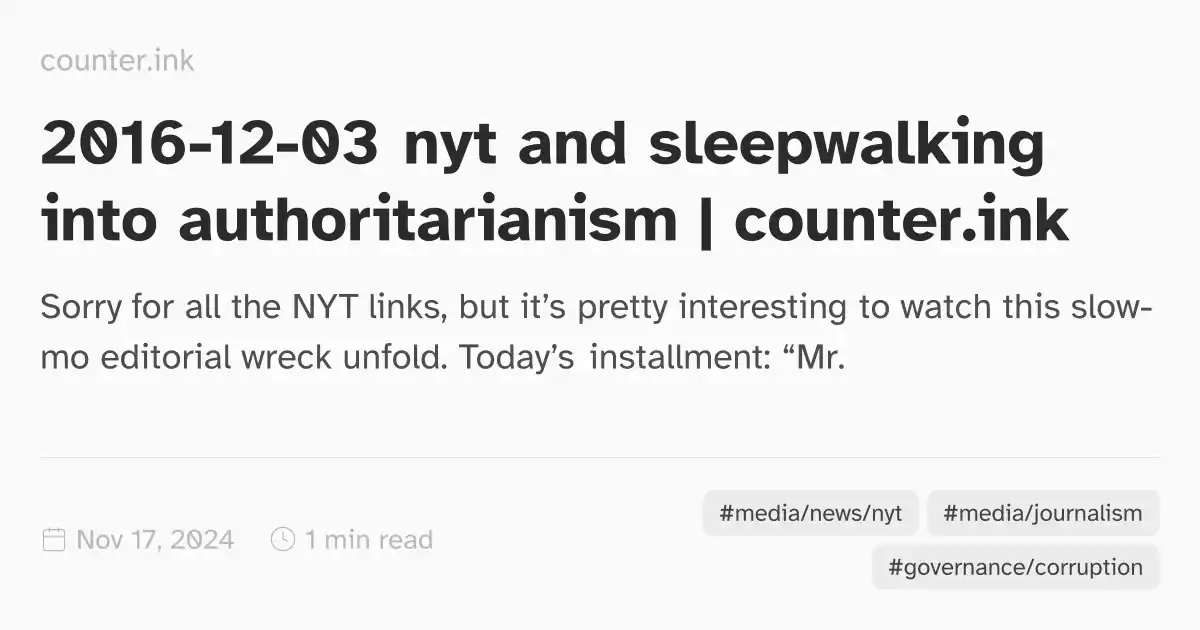 counter.ink
2016-12-03 nyt and sleepwalking
into authoritarianism | counter.ink
Sorry for all the NYT links, but it’s pretty interesting to watch this slow-
mo editorial wreck unfold. Today’s installment: “Mr.
Nov 17, 2024
1 min read
#media/news/nyt
#media/journalism
#governance/corruption